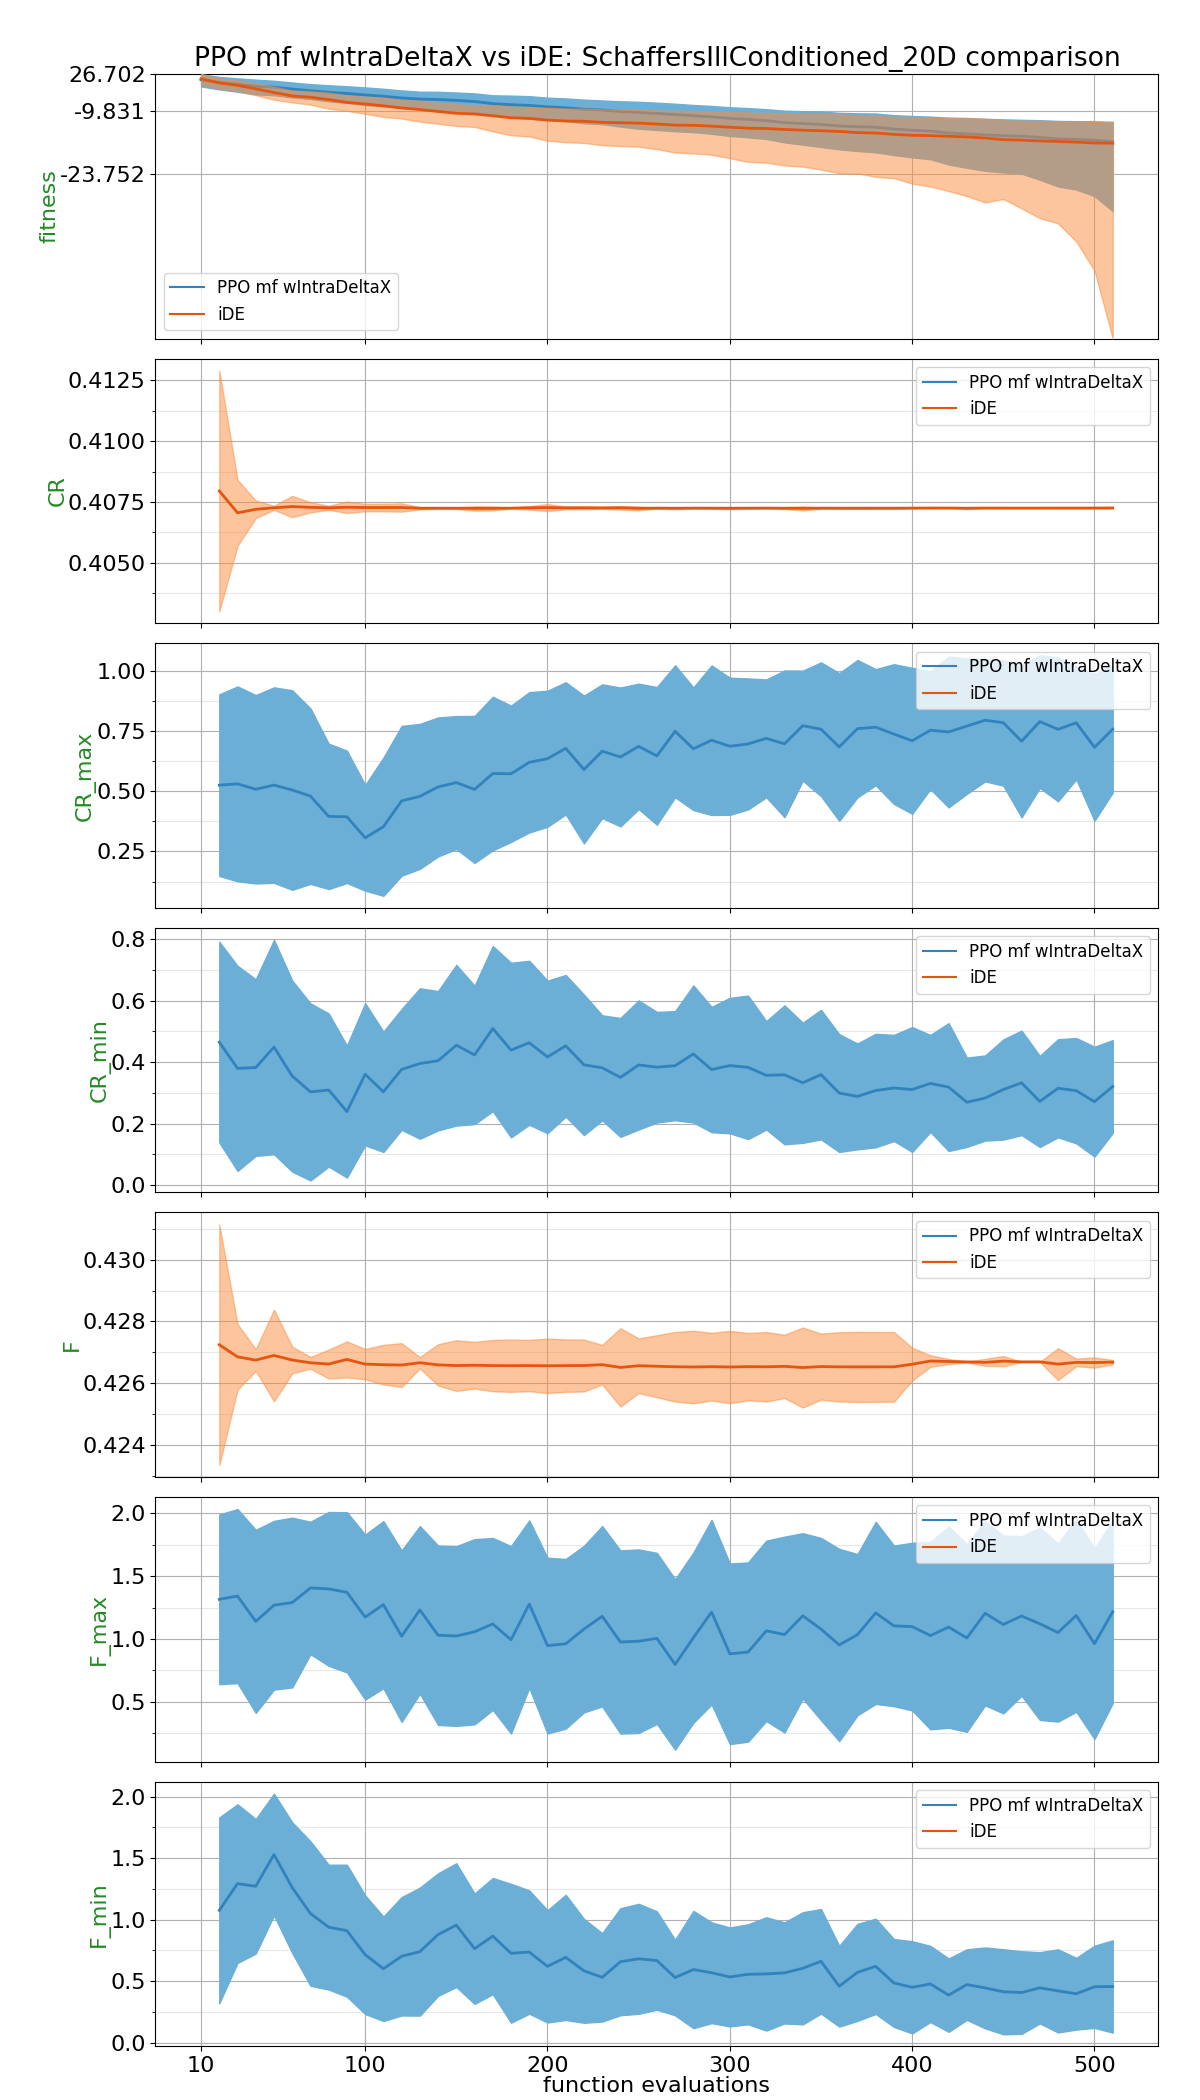 PPO mf wIntraDeltaX vs iDE: SchaffersIllConditioned_20D comparison
26.702
-9.831
-23.752
fitness
PPO mf wIntraDeltaX
iDE
0.4125
0.4100
0.4075
0.4050
CR
PPO mf wIntraDeltaX
iDE
1.00
0.75
0.50
0.25
CR_max
PPO mf wIntraDeltaX
iDE
0.8
0.6
0.4
0.2
0.0
CR_min
PPO mf wIntraDeltaX
iDE
0.430
0.428
0.426
0.424
F
PPO mf wIntraDeltaX
iDE
2.0
1.5
1.0
0.5
F_max
PPO mf wIntraDeltaX
iDE
2.0
1.5
1.0
0.5
0.0
F_min
PPO mf wIntraDeltaX
iDE
10 100 200 300 400 500
function evaluations